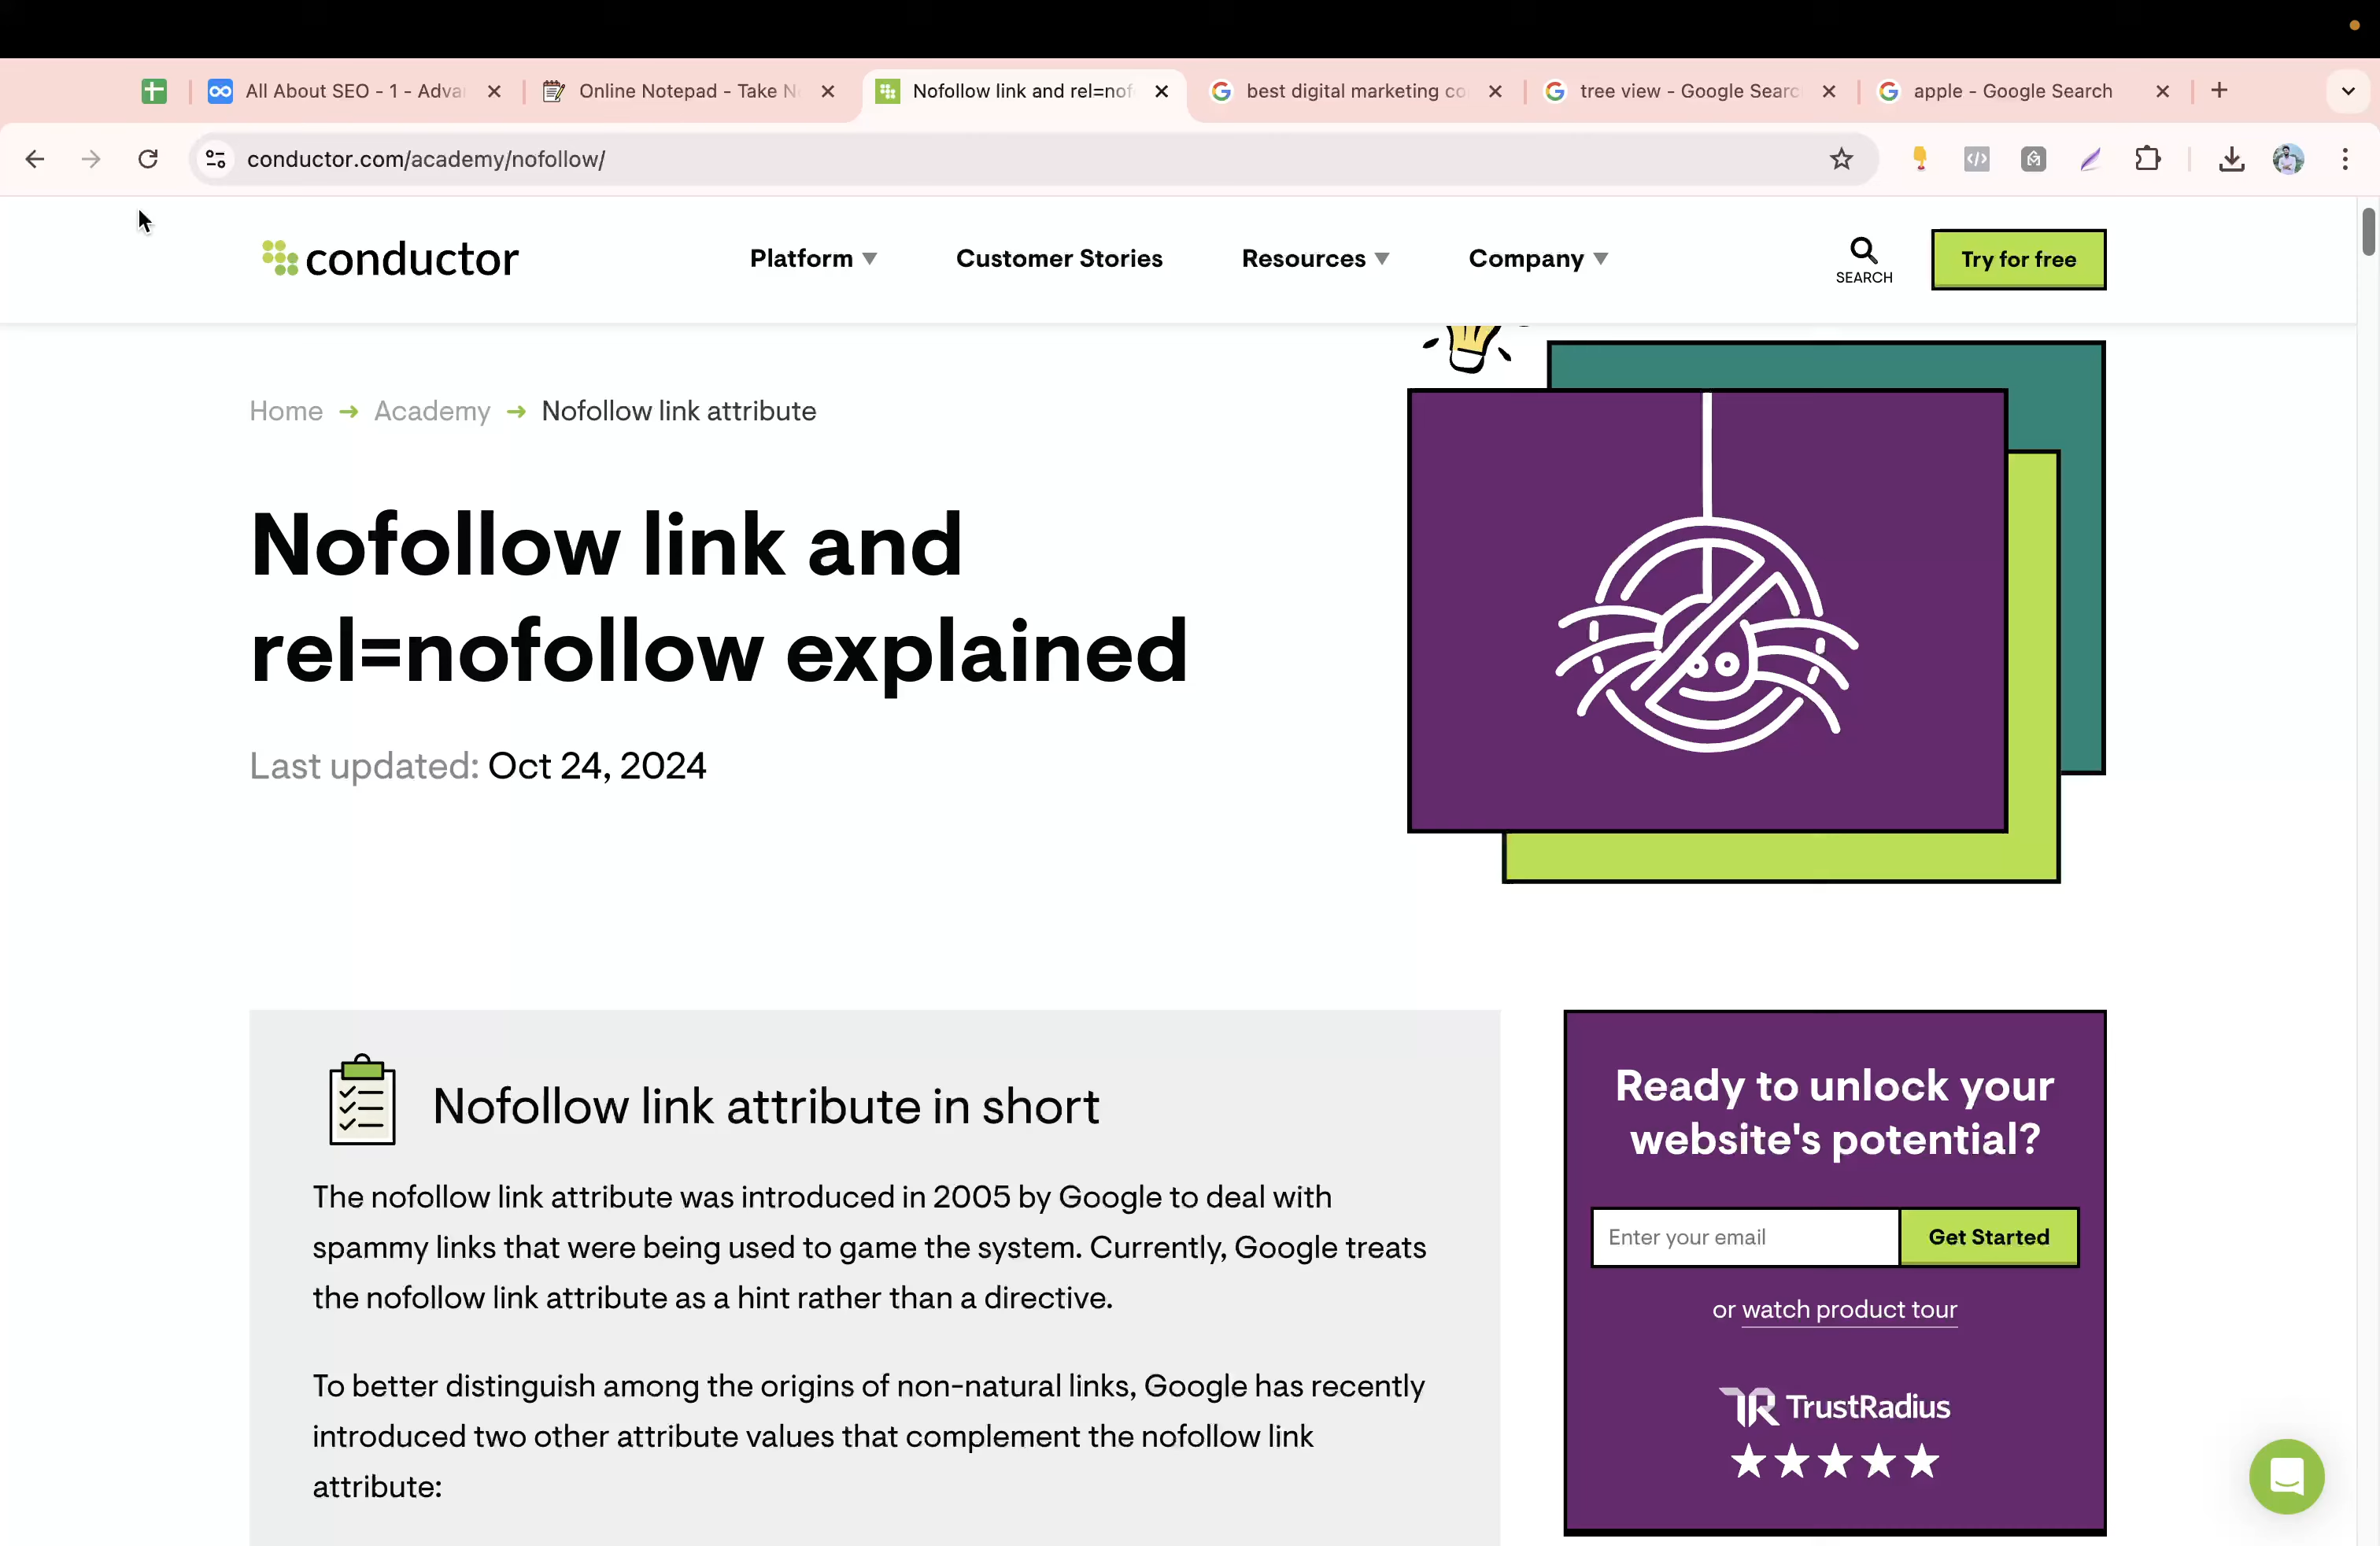 All About SEO - 1 - Adva
Online Notepad - Take N
Nofollow link and rel=nof
best digital marketing co
tree view - Google Searc
apple - Google Search
conductor.com/academy/nofollow/
conductor
Platform
Customer Stories
Resources
Company
SEARCH
Try for free
Home → Academy → Nofollow link attribute
Nofollow link and
rel=nofollow explained
Last updated: Oct 24, 2024
Nofollow link attribute in short
The nofollow link attribute was introduced in 2005 by Google to deal with
spammy links that were being used to game the system. Currently, Google treats
the nofollow link attribute as a hint rather than a directive.
To better distinguish among the origins of non-natural links, Google has recently
introduced two other attribute values that complement the nofollow link
attribute:
Ready to unlock your
website's potential?
Enter your email
Get Started
or watch product tour
TrustRadius